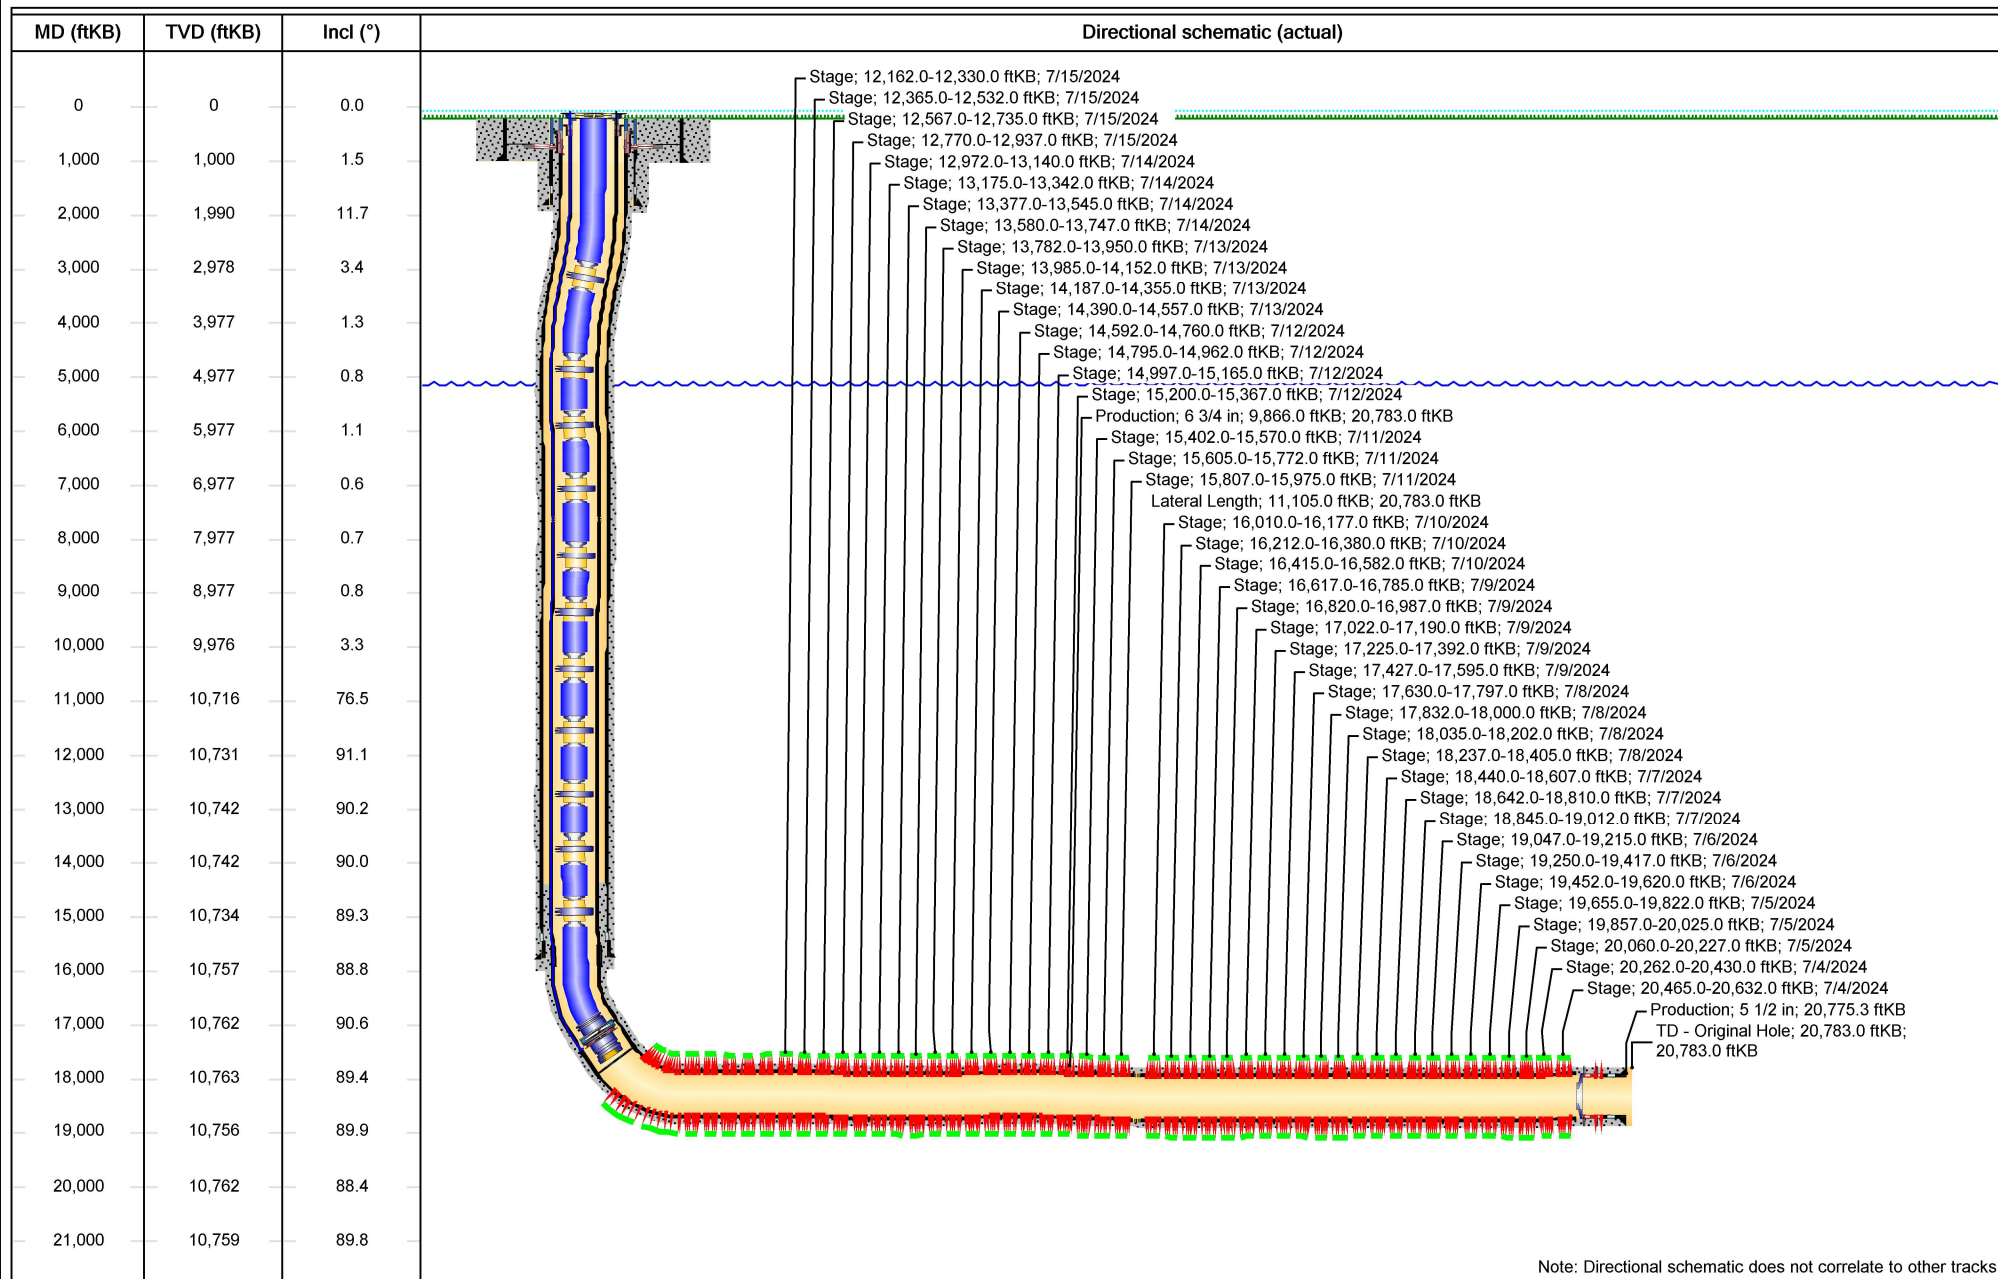 MD (ftKB) TVD (ftKB) Incl (°) Directional schematic (actual)
0 0 0.0
1,000 1,000 1.5
2,000 1,990 11.7
3,000 2,978 3.4
4,000 3,977 1.3
5,000 4,977 0.8
6,000 5,977 1.1
7,000 6,977 0.6
8,000 7,977 0.7
9,000 8,977 0.8
10,000 9,976 3.3
11,000 10,716 76.5
12,000 10,731 91.1
13,000 10,742 90.2
14,000 10,742 90.0
15,000 10,734 89.3
16,000 10,757 88.8
17,000 10,762 90.6
18,000 10,763 89.4
19,000 10,756 89.9
20,000 10,762 88.4
21,000 10,759 89.8
Stage; 12,162.0-12,330.0 ftKB; 7/15/2024
Stage; 12,365.0-12,532.0 ftKB; 7/15/2024
Stage; 12,567.0-12,735.0 ftKB; 7/15/2024
Stage; 12,770.0-12,937.0 ftKB; 7/15/2024
Stage; 12,972.0-13,140.0 ftKB; 7/14/2024
Stage; 13,175.0-13,342.0 ftKB; 7/14/2024
Stage; 13,377.0-13,545.0 ftKB; 7/14/2024
Stage; 13,580.0-13,747.0 ftKB; 7/14/2024
Stage; 13,782.0-13,950.0 ftKB; 7/13/2024
Stage; 13,985.0-14,152.0 ftKB; 7/13/2024
Stage; 14,187.0-14,355.0 ftKB; 7/13/2024
Stage; 14,390.0-14,557.0 ftKB; 7/13/2024
Stage; 14,592.0-14,760.0 ftKB; 7/12/2024
Stage; 14,795.0-14,962.0 ftKB; 7/12/2024
Stage; 14,997.0-15,165.0 ftKB; 7/12/2024
Stage; 15,200.0-15,367.0 ftKB; 7/12/2024
Production; 6 3/4 in; 9,866.0 ftKB; 20,783.0 ftKB
Stage; 15,402.0-15,570.0 ftKB; 7/11/2024
Stage; 15,605.0-15,772.0 ftKB; 7/11/2024
Stage; 15,807.0-15,975.0 ftKB; 7/11/2024
Lateral Length; 11,105.0 ftKB; 20,783.0 ftKB
Stage; 16,010.0-16,177.0 ftKB; 7/10/2024
Stage; 16,212.0-16,380.0 ftKB; 7/10/2024
Stage; 16,415.0-16,582.0 ftKB; 7/10/2024
Stage; 16,617.0-16,785.0 ftKB; 7/9/2024
Stage; 16,820.0-16,987.0 ftKB; 7/9/2024
Stage; 17,022.0-17,190.0 ftKB; 7/9/2024
Stage; 17,225.0-17,392.0 ftKB; 7/9/2024
Stage; 17,427.0-17,595.0 ftKB; 7/9/2024
Stage; 17,630.0-17,797.0 ftKB; 7/8/2024
Stage; 17,832.0-18,000.0 ftKB; 7/8/2024
Stage; 18,035.0-18,202.0 ftKB; 7/8/2024
Stage; 18,237.0-18,405.0 ftKB; 7/8/2024
Stage; 18,440.0-18,607.0 ftKB; 7/7/2024
Stage; 18,642.0-18,810.0 ftKB; 7/7/2024
Stage; 18,845.0-19,012.0 ftKB; 7/7/2024
Stage; 19,047.0-19,215.0 ftKB; 7/6/2024
Stage; 19,250.0-19,417.0 ftKB; 7/6/2024
Stage; 19,452.0-19,620.0 ftKB; 7/6/2024
Stage; 19,655.0-19,822.0 ftKB; 7/5/2024
Stage; 19,857.0-20,025.0 ftKB; 7/5/2024
Stage; 20,060.0-20,227.0 ftKB; 7/5/2024
Stage; 20,262.0-20,430.0 ftKB; 7/4/2024
Stage; 20,465.0-20,632.0 ftKB; 7/4/2024
Production; 5 1/2 in; 20,775.3 ftKB
TD - Original Hole; 20,783.0 ftKB;
20,783.0 ftKB
Note: Directional schematic does not correlate to other tracks